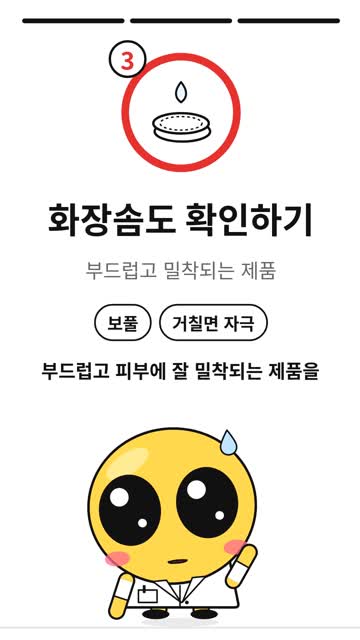 3
화장솜도 확인하기
부드럽고 밀착되는 제품
보풀 거칠면 자극
부드럽고 피부에 잘 밀착되는 제품을